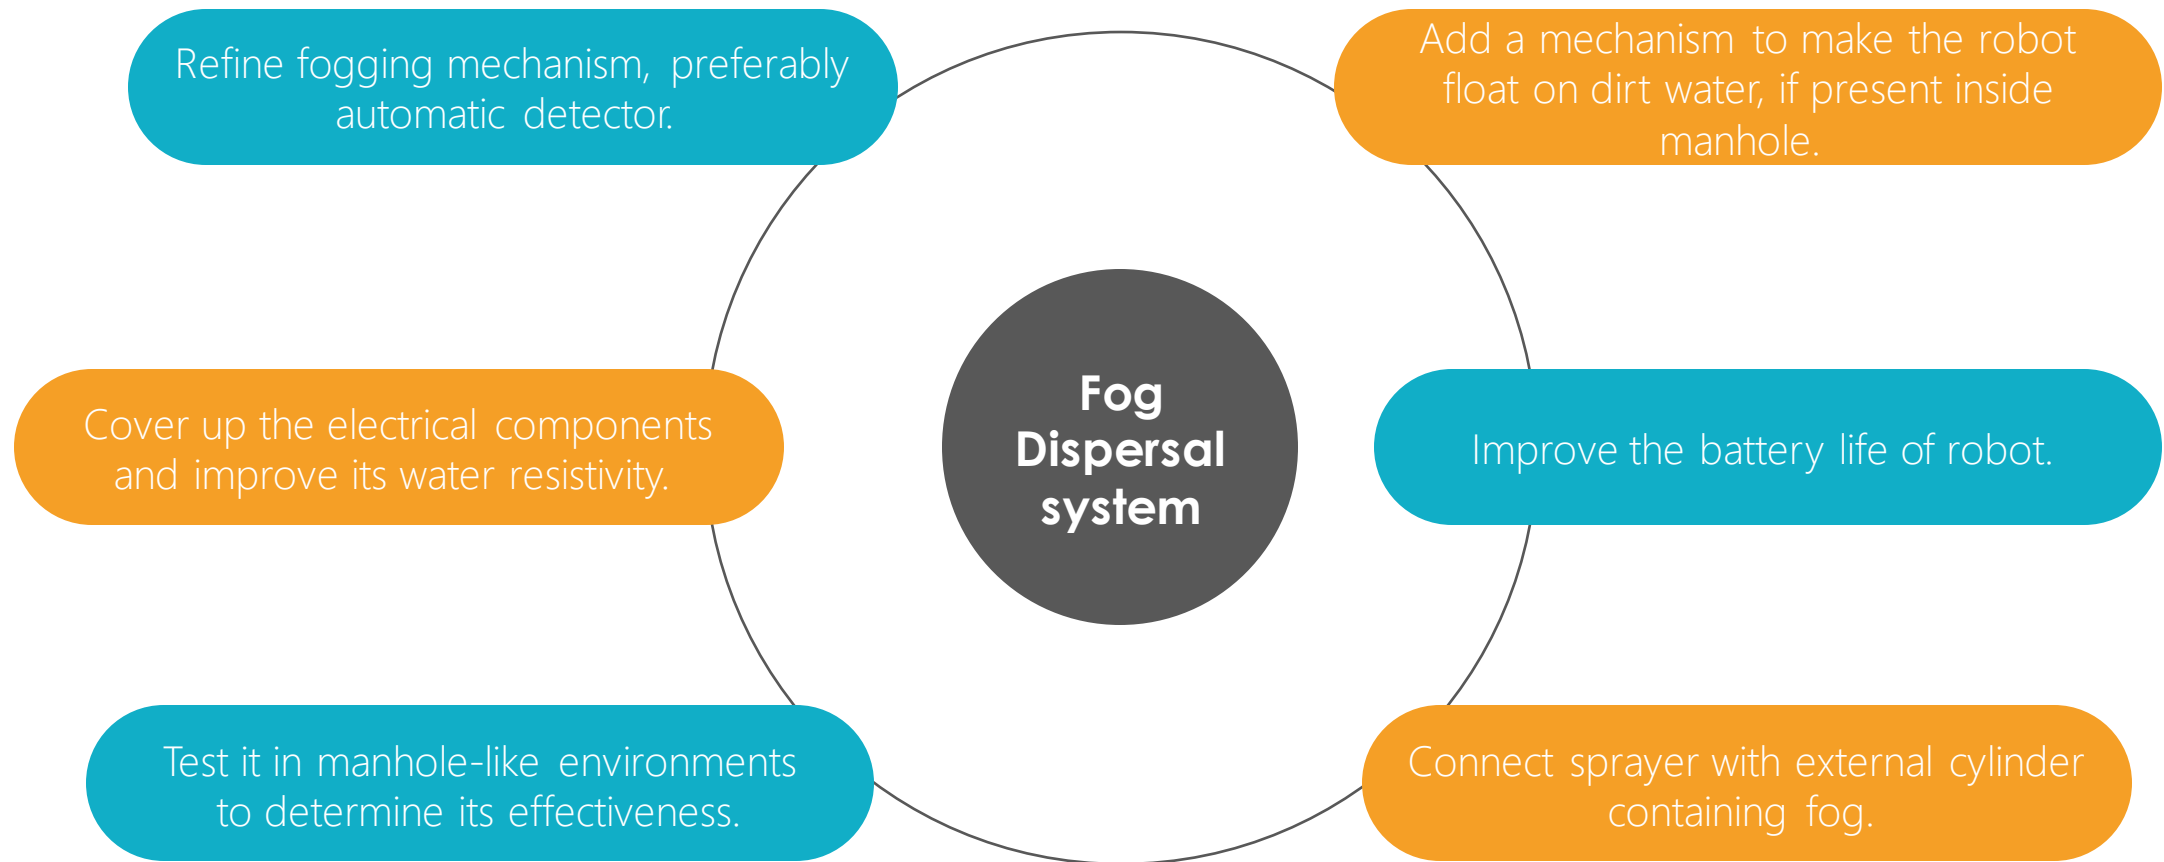 Refine fogging mechanism, preferably
automatic detector.
Add a mechanism to make the robot
float on dirt water, if present inside
manhole.
Cover up the electrical components
and improve its water resistivity.
Fog
Dispersal
system
Improve the battery life of robot.
Test it in manhole-like environments
to determine its effectiveness.
Connect sprayer with external cylinder
containing fog.